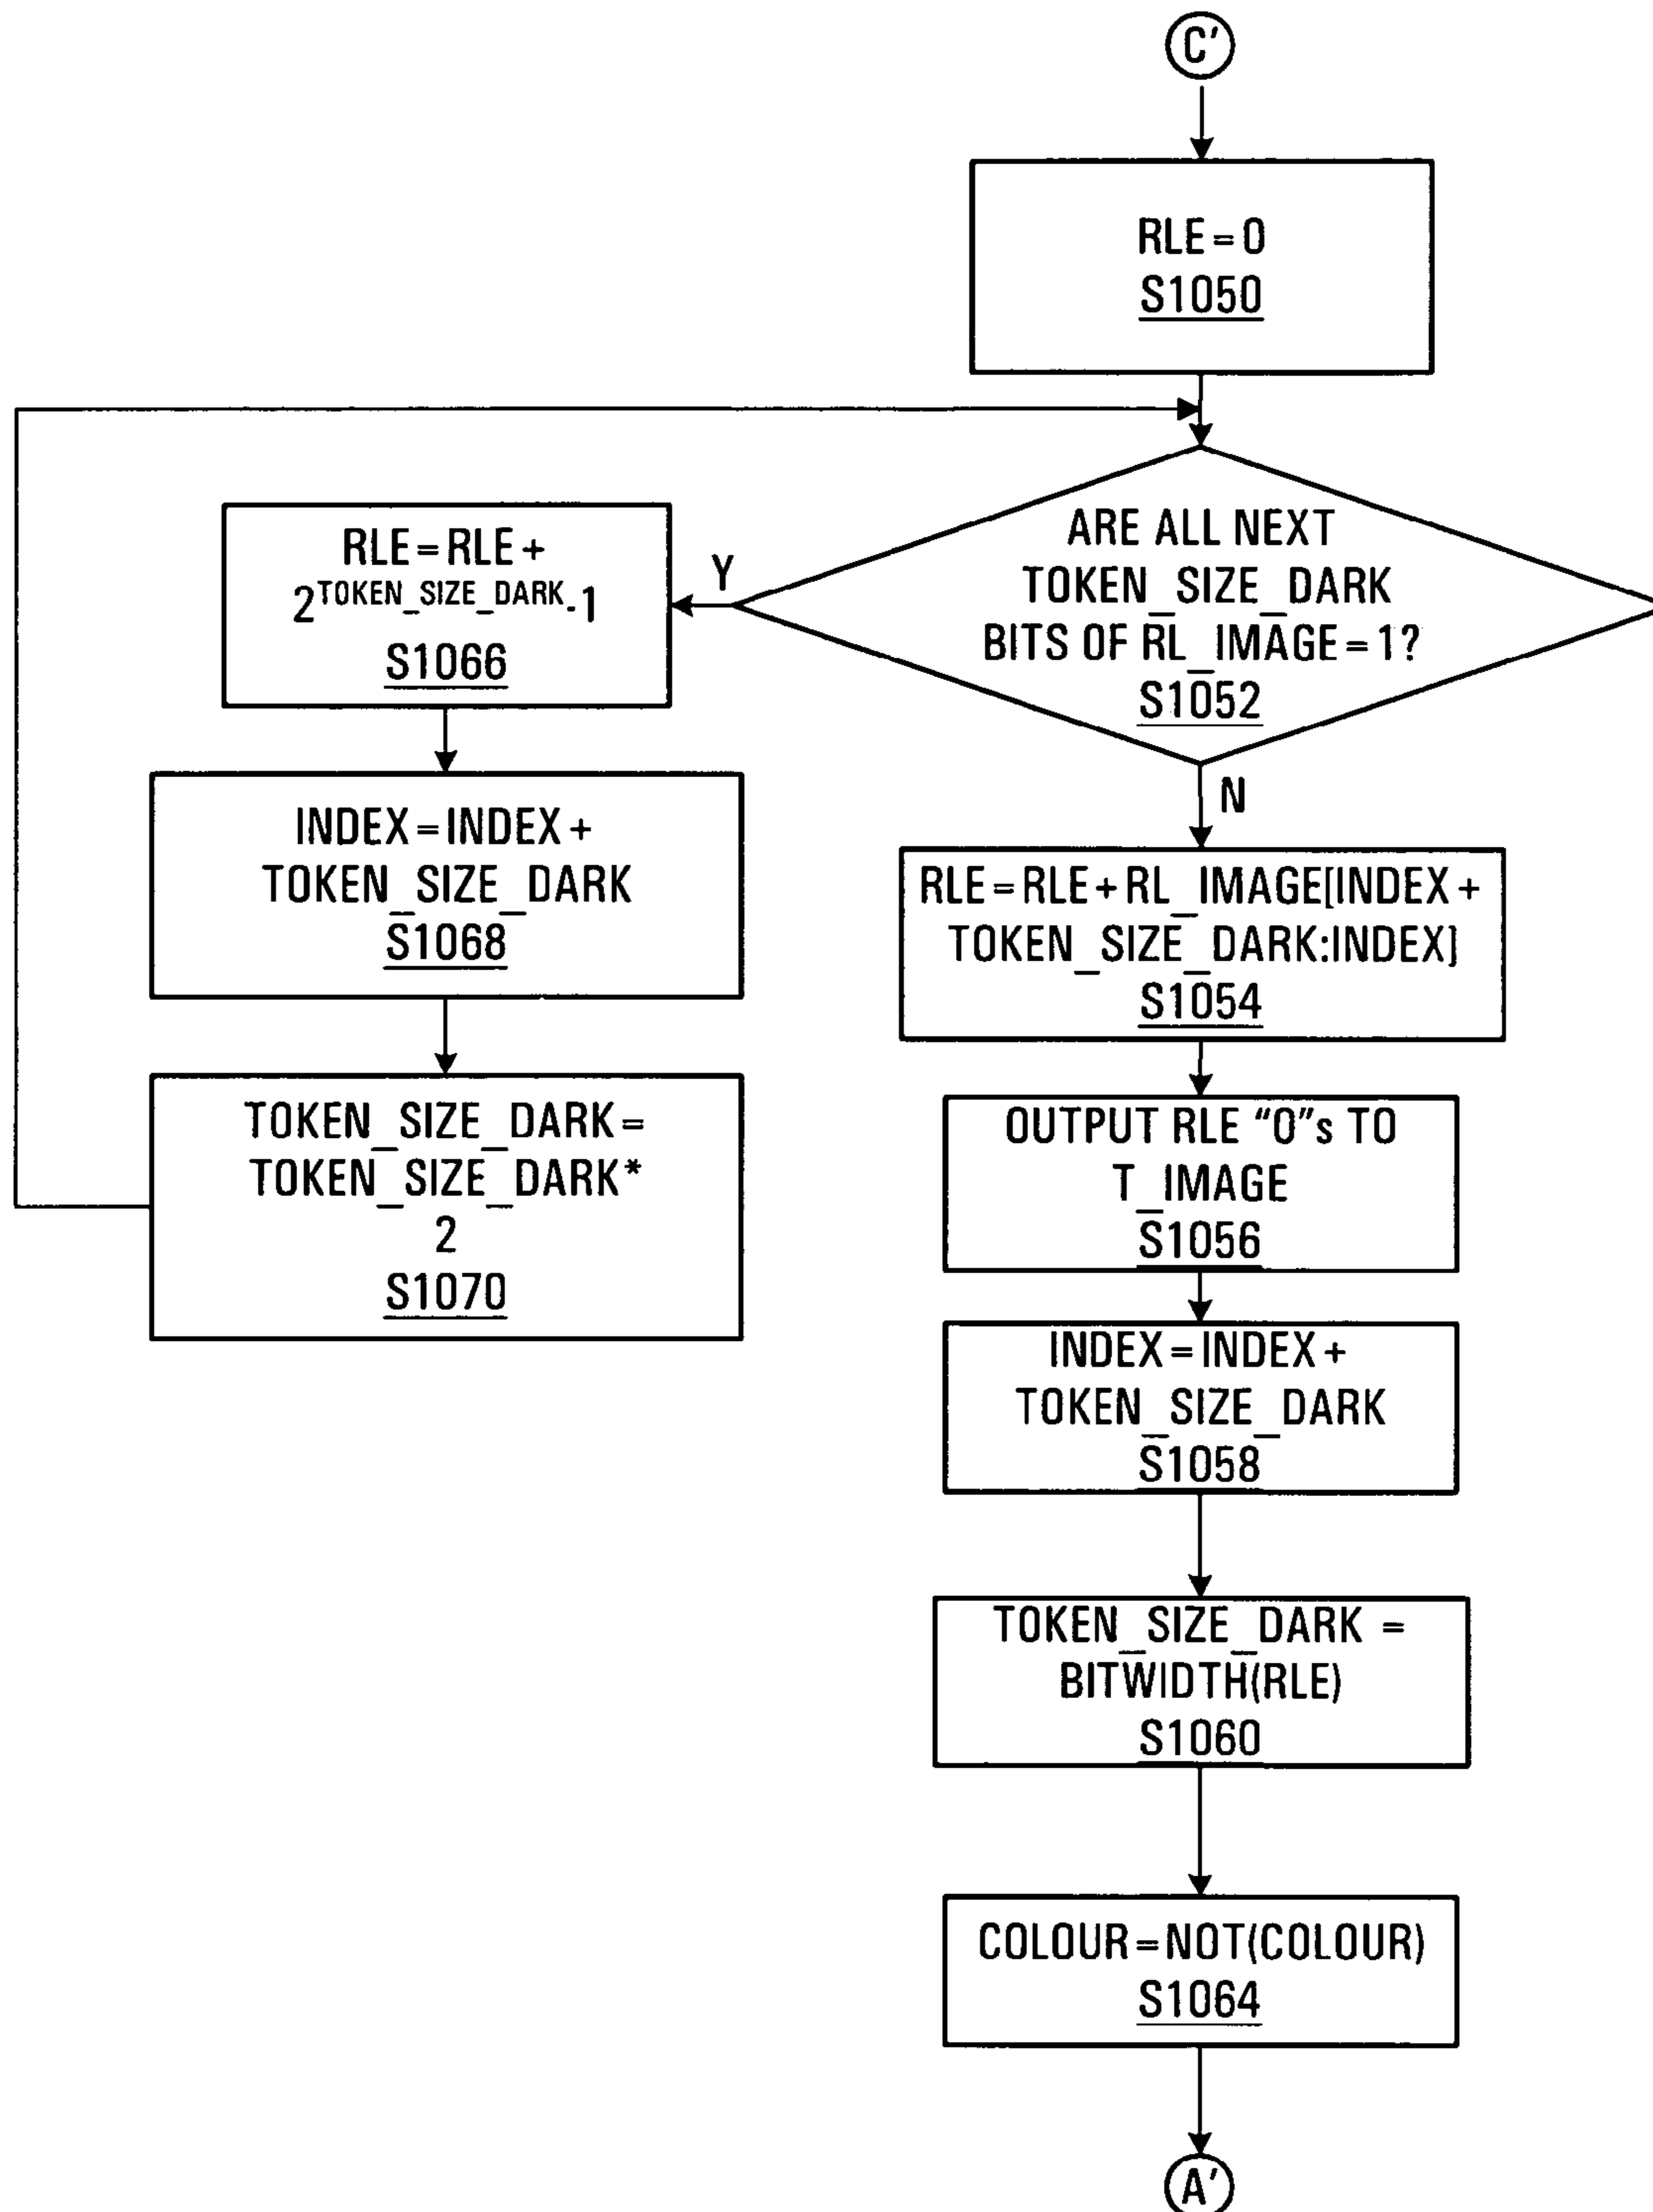 C'
RLE=0
S1050
ARE ALL NEXT
TOKEN_SIZE_DARK
BITS OF RL_IMAGE=1?
S1052
Y
N
RLE=RLE+
2^TOKEN_SIZE_DARK-1
S1066
INDEX=INDEX+
TOKEN_SIZE_DARK
S1068
TOKEN_SIZE_DARK=
TOKEN_SIZE_DARK*
2
S1070
RLE=RLE+RL_IMAGE[INDEX+
TOKEN_SIZE_DARK:INDEX]
S1054
OUTPUT RLE “0”s TO
T_IMAGE
S1056
INDEX=INDEX+
TOKEN_SIZE_DARK
S1058
TOKEN_SIZE_DARK =
BITWIDTH(RLE)
S1060
COLOUR=NOT(COLOUR)
S1064
A'